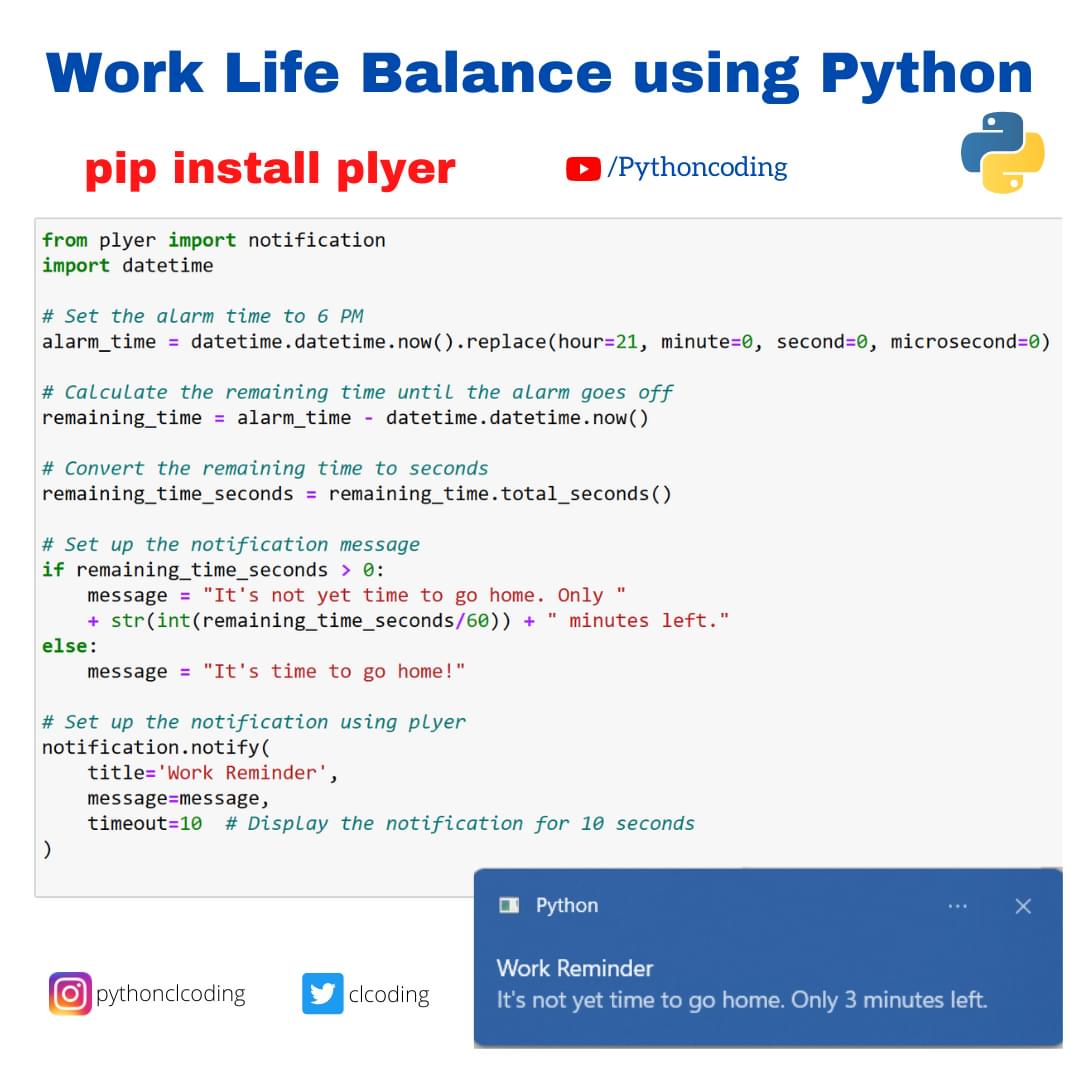 Work Life Balance using Python
pip install plyer
/Pythoncoding
from plyer import notification
import datetime
# Set the alarm time to 6 PM
alarm_time = datetime.datetime.now().replace(hour=21, minute=0, second=0, microsecond=0)
# Calculate the remaining time until the alarm goes off
remaining_time = alarm_time - datetime.datetime.now()
# Convert the remaining time to seconds
remaining_time_seconds = remaining_time.total_seconds()
# Set up the notification message
if remaining_time_seconds > 0:
    message = "It's not yet time to go home. Only "
    + str(int(remaining_time_seconds/60)) + " minutes left."
else:
    message = "It's time to go home!"
# Set up the notification using plyer
notification.notify(
    title='Work Reminder',
    message=message,
    timeout=10  # Display the notification for 10 seconds
)
Python
Work Reminder
It's not yet time to go home. Only 3 minutes left.
pythonclcoding
clcoding